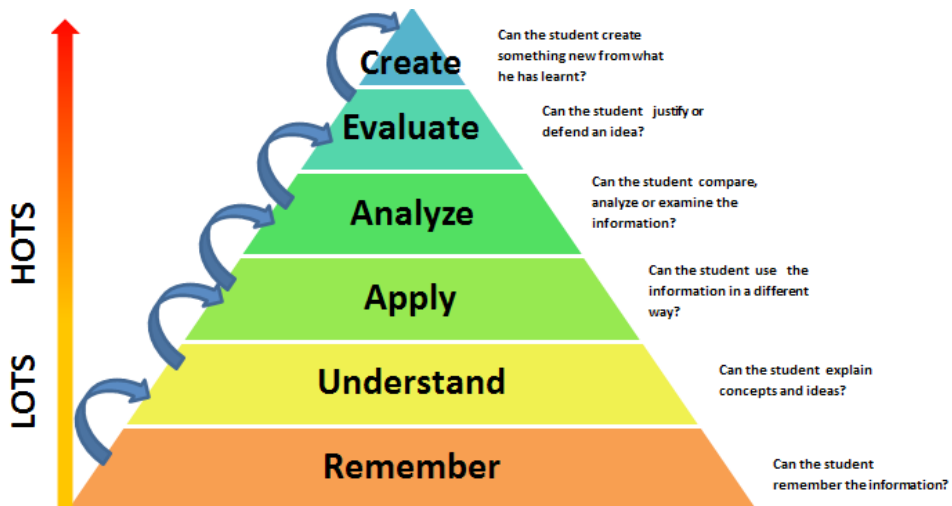 Create
Can the student create
something new from what
he has learnt?
Evaluate
Can the student justify or
defend an idea?
Analyze
Can the student compare,
analyze or examine the
information?
HOTS
Apply
Can the student use the
information in a different
way?
LOTS
Understand
Can the student explain
concepts and ideas?
Remember
Can the student
remember the information?